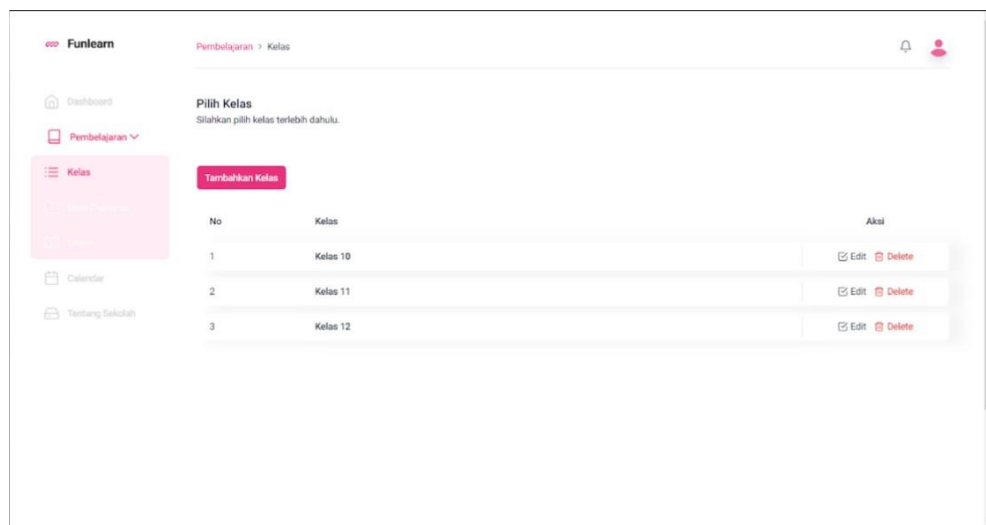 Funlearn
Pembelajaran > Kelas
Dashboard
Pembelajaran
Kelas
Calendar
Tentang Sekolah
Pilih Kelas
Silahkan pilih kelas terlebih dahulu.
Tambahkan Kelas
No Kelas Aksi
1 Kelas 10 Edit Delete
2 Kelas 11 Edit Delete
3 Kelas 12 Edit Delete